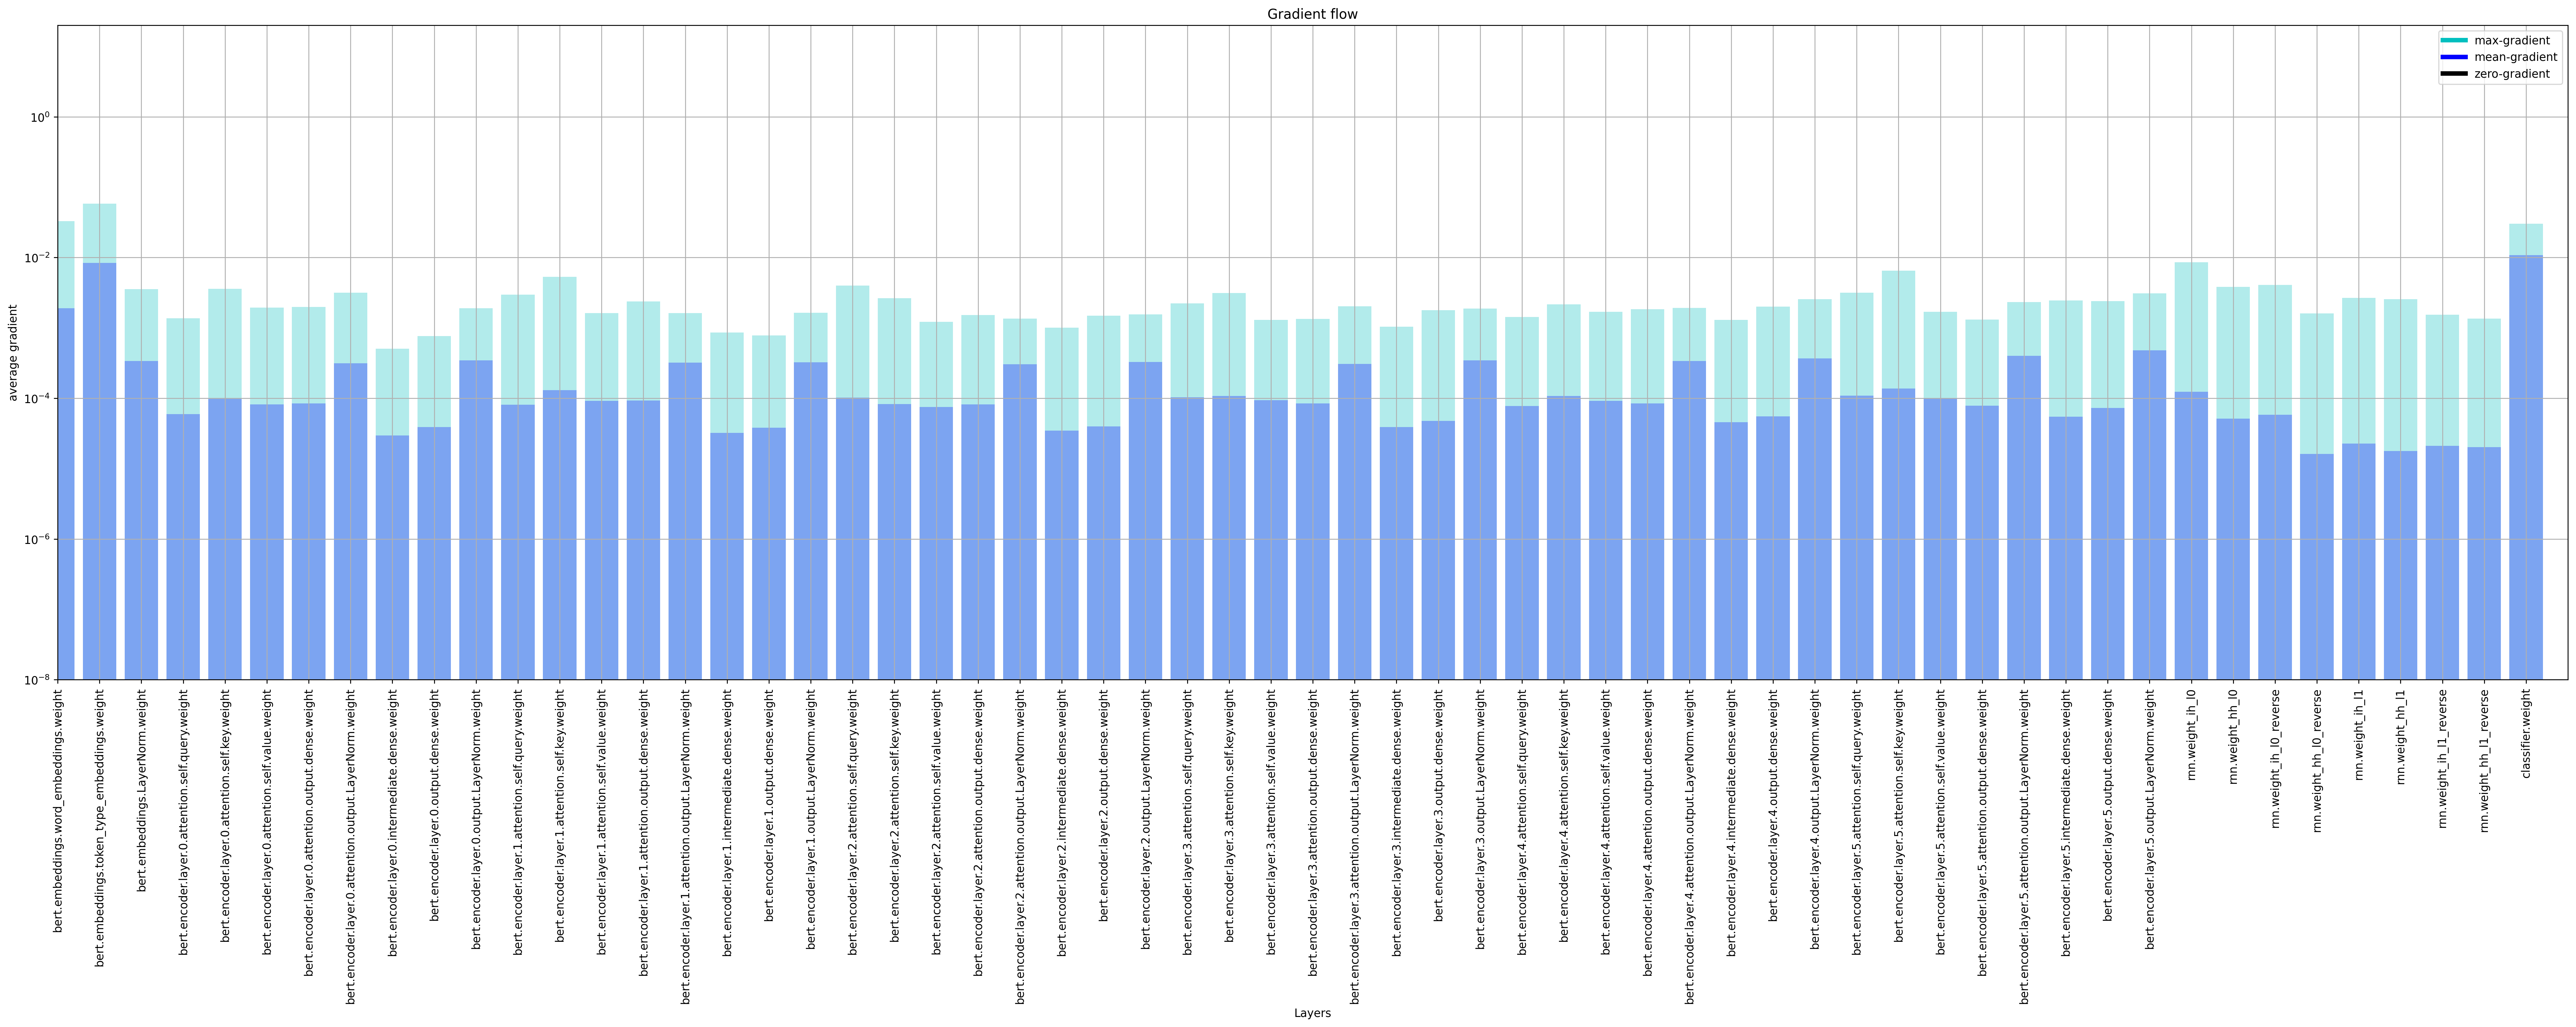 Gradient flow
max-gradient
mean-gradient
zero-gradient
average gradient
10⁰
10⁻²
10⁻⁴
10⁻⁶
10⁻⁸
bert.embeddings.word_embeddings.weight
bert.embeddings.token_type_embeddings.weight
bert.embeddings.LayerNorm.weight
bert.encoder.layer.0.attention.self.query.weight
bert.encoder.layer.0.attention.self.key.weight
bert.encoder.layer.0.attention.self.value.weight
bert.encoder.layer.0.attention.output.dense.weight
bert.encoder.layer.0.attention.output.LayerNorm.weight
bert.encoder.layer.0.intermediate.dense.weight
bert.encoder.layer.0.output.dense.weight
bert.encoder.layer.0.output.LayerNorm.weight
bert.encoder.layer.1.attention.self.query.weight
bert.encoder.layer.1.attention.self.key.weight
bert.encoder.layer.1.attention.self.value.weight
bert.encoder.layer.1.attention.output.dense.weight
bert.encoder.layer.1.attention.output.LayerNorm.weight
bert.encoder.layer.1.intermediate.dense.weight
bert.encoder.layer.1.output.dense.weight
bert.encoder.layer.1.output.LayerNorm.weight
bert.encoder.layer.2.attention.self.query.weight
bert.encoder.layer.2.attention.self.key.weight
bert.encoder.layer.2.attention.self.value.weight
bert.encoder.layer.2.attention.output.dense.weight
bert.encoder.layer.2.attention.output.LayerNorm.weight
bert.encoder.layer.2.intermediate.dense.weight
bert.encoder.layer.2.output.dense.weight
bert.encoder.layer.2.output.LayerNorm.weight
bert.encoder.layer.3.attention.self.query.weight
bert.encoder.layer.3.attention.self.key.weight
bert.encoder.layer.3.attention.self.value.weight
bert.encoder.layer.3.attention.output.dense.weight
bert.encoder.layer.3.attention.output.LayerNorm.weight
bert.encoder.layer.3.intermediate.dense.weight
bert.encoder.layer.3.output.dense.weight
bert.encoder.layer.3.output.LayerNorm.weight
bert.encoder.layer.4.attention.self.query.weight
bert.encoder.layer.4.attention.self.key.weight
bert.encoder.layer.4.attention.self.value.weight
bert.encoder.layer.4.attention.output.dense.weight
bert.encoder.layer.4.attention.output.LayerNorm.weight
bert.encoder.layer.4.intermediate.dense.weight
bert.encoder.layer.4.output.dense.weight
bert.encoder.layer.4.output.LayerNorm.weight
bert.encoder.layer.5.attention.self.query.weight
bert.encoder.layer.5.attention.self.key.weight
bert.encoder.layer.5.attention.self.value.weight
bert.encoder.layer.5.attention.output.dense.weight
bert.encoder.layer.5.attention.output.LayerNorm.weight
bert.encoder.layer.5.intermediate.dense.weight
bert.encoder.layer.5.output.dense.weight
bert.encoder.layer.5.output.LayerNorm.weight
rnn.weight_ih_l0
rnn.weight_hh_l0
rnn.weight_ih_l0_reverse
rnn.weight_hh_l0_reverse
rnn.weight_ih_l1
rnn.weight_hh_l1
rnn.weight_ih_l1_reverse
rnn.weight_hh_l1_reverse
classifier.weight
Layers